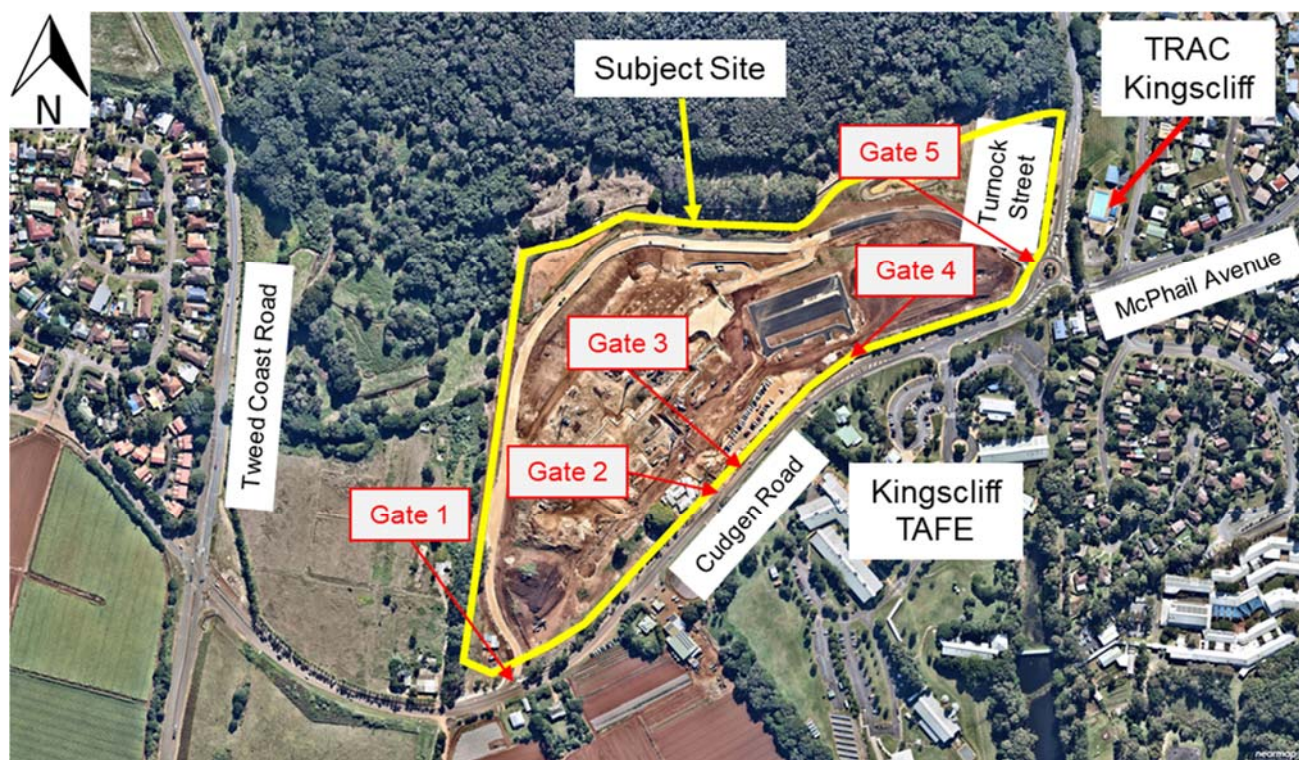 N
Subject Site
TRAC
Kingscliff
Gate 5
Turnock
Street
Gate 4
McPhail Avenue
Gate 3
Tweed Coast Road
Gate 2
Cudgen Road
Kingscliff
TAFE
Gate 1
nearmap